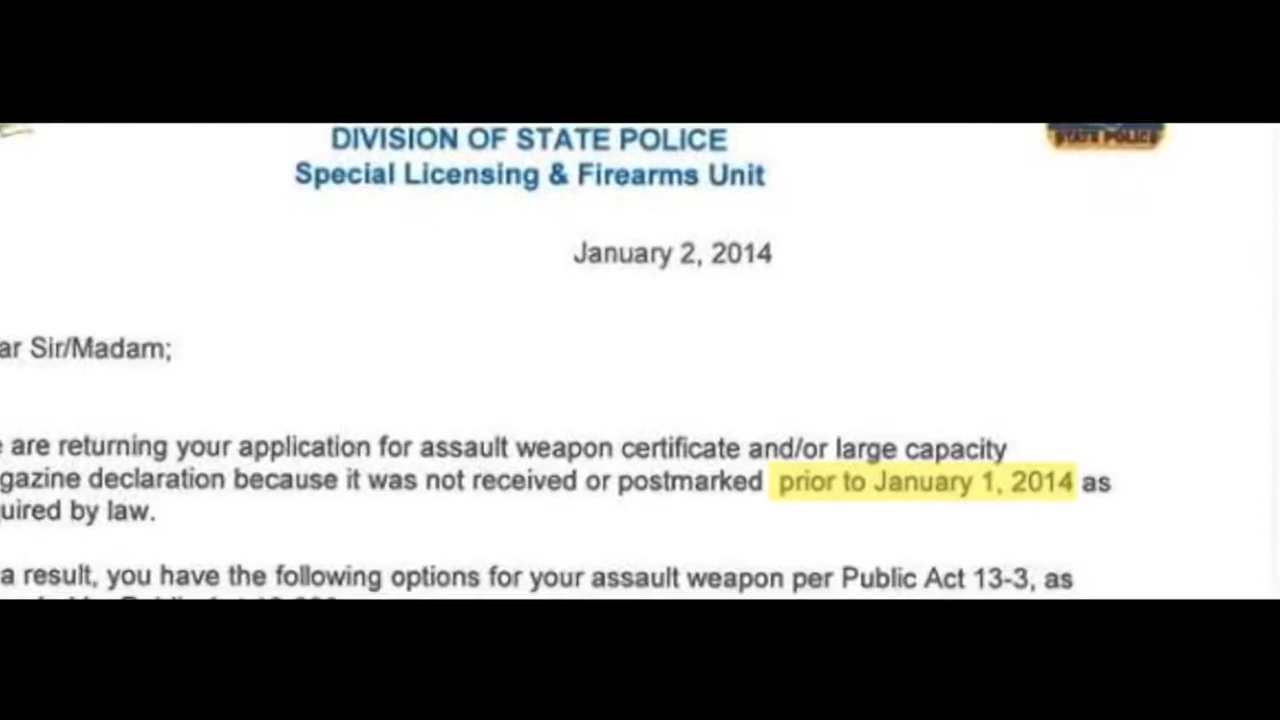 DIVISION OF STATE POLICE
STATE POLICE
Special Licensing & Firearms Unit
January 2, 2014
ar Sir/Madam;
e are returning your application for assault weapon certificate and/or large capacity
gazine declaration because it was not received or postmarked prior to January 1, 2014 as
uired by law.
a result, you have the following options for your assault weapon per Public Act 13-3, as